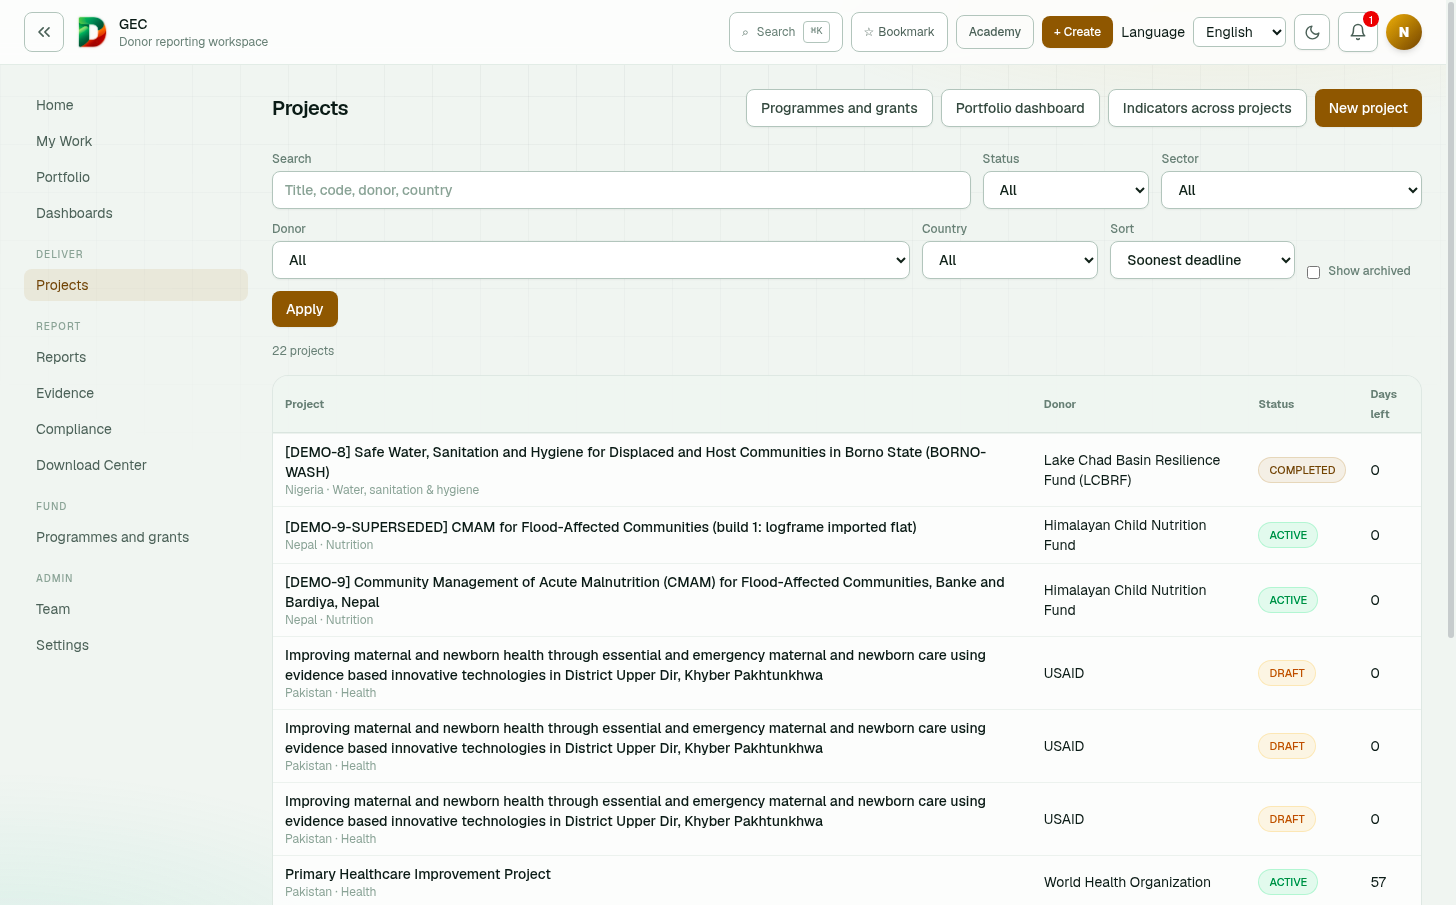 GEC
Donor reporting workspace
Search ⌘K
☆ Bookmark
Academy
+ Create
Language
English
1
N
Home
My Work
Portfolio
Dashboards
DELIVER
Projects
REPORT
Reports
Evidence
Compliance
Download Center
FUND
Programmes and grants
ADMIN
Team
Settings
Projects
Programmes and grants
Portfolio dashboard
Indicators across projects
New project
Search
Title, code, donor, country
Status
All
Sector
All
Donor
All
Country
All
Sort
Soonest deadline
Show archived
Apply
22 projects
Project
Donor
Status
Days
left
[DEMO-8] Safe Water, Sanitation and Hygiene for Displaced and Host Communities in Borno State (BORNO-
WASH)
Nigeria · Water, sanitation & hygiene
Lake Chad Basin Resilience
Fund (LCBRF)
COMPLETED
0
[DEMO-9-SUPERSEDED] CMAM for Flood-Affected Communities (build 1: logframe imported flat)
Nepal · Nutrition
Himalayan Child Nutrition
Fund
ACTIVE
0
[DEMO-9] Community Management of Acute Malnutrition (CMAM) for Flood-Affected Communities, Banke and
Bardiya, Nepal
Nepal · Nutrition
Himalayan Child Nutrition
Fund
ACTIVE
0
Improving maternal and newborn health through essential and emergency maternal and newborn care using
evidence based innovative technologies in District Upper Dir, Khyber Pakhtunkhwa
Pakistan · Health
USAID
DRAFT
0
Improving maternal and newborn health through essential and emergency maternal and newborn care using
evidence based innovative technologies in District Upper Dir, Khyber Pakhtunkhwa
Pakistan · Health
USAID
DRAFT
0
Improving maternal and newborn health through essential and emergency maternal and newborn care using
evidence based innovative technologies in District Upper Dir, Khyber Pakhtunkhwa
Pakistan · Health
USAID
DRAFT
0
Primary Healthcare Improvement Project
Pakistan · Health
World Health Organization
ACTIVE
57